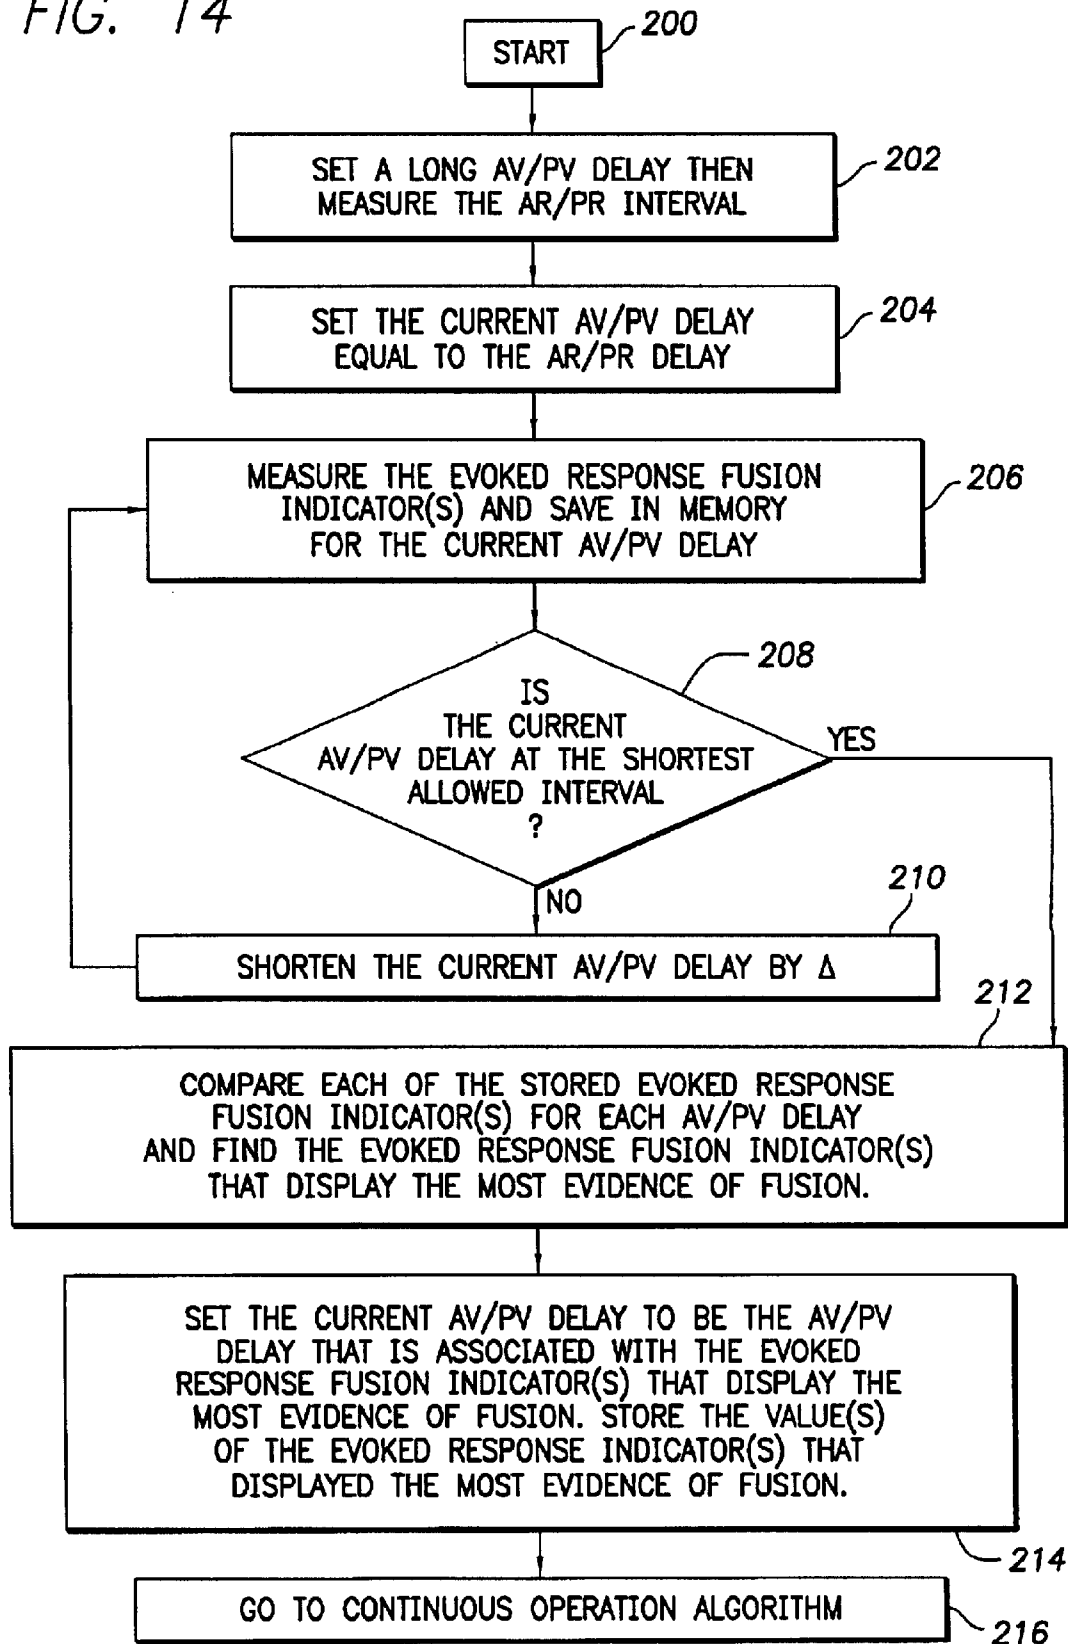 FIG. 14
200
START
202
SET A LONG AV/PV DELAY THEN
MEASURE THE AR/PR INTERVAL
204
SET THE CURRENT AV/PV DELAY
EQUAL TO THE AR/PR DELAY
206
MEASURE THE EVOKED RESPONSE FUSION
INDICATOR(S) AND SAVE IN MEMORY
FOR THE CURRENT AV/PV DELAY
208
IS
THE CURRENT
AV/PV DELAY AT THE SHORTEST
ALLOWED INTERVAL
?
YES
NO
210
SHORTEN THE CURRENT AV/PV DELAY BY Δ
212
COMPARE EACH OF THE STORED EVOKED RESPONSE
FUSION INDICATOR(S) FOR EACH AV/PV DELAY
AND FIND THE EVOKED RESPONSE FUSION INDICATOR(S)
THAT DISPLAY THE MOST EVIDENCE OF FUSION.
SET THE CURRENT AV/PV DELAY TO BE THE AV/PV
DELAY THAT IS ASSOCIATED WITH THE EVOKED
RESPONSE FUSION INDICATOR(S) THAT DISPLAY THE
MOST EVIDENCE OF FUSION. STORE THE VALUE(S)
OF THE EVOKED RESPONSE INDICATOR(S) THAT
DISPLAYED THE MOST EVIDENCE OF FUSION.
214
GO TO CONTINUOUS OPERATION ALGORITHM
216